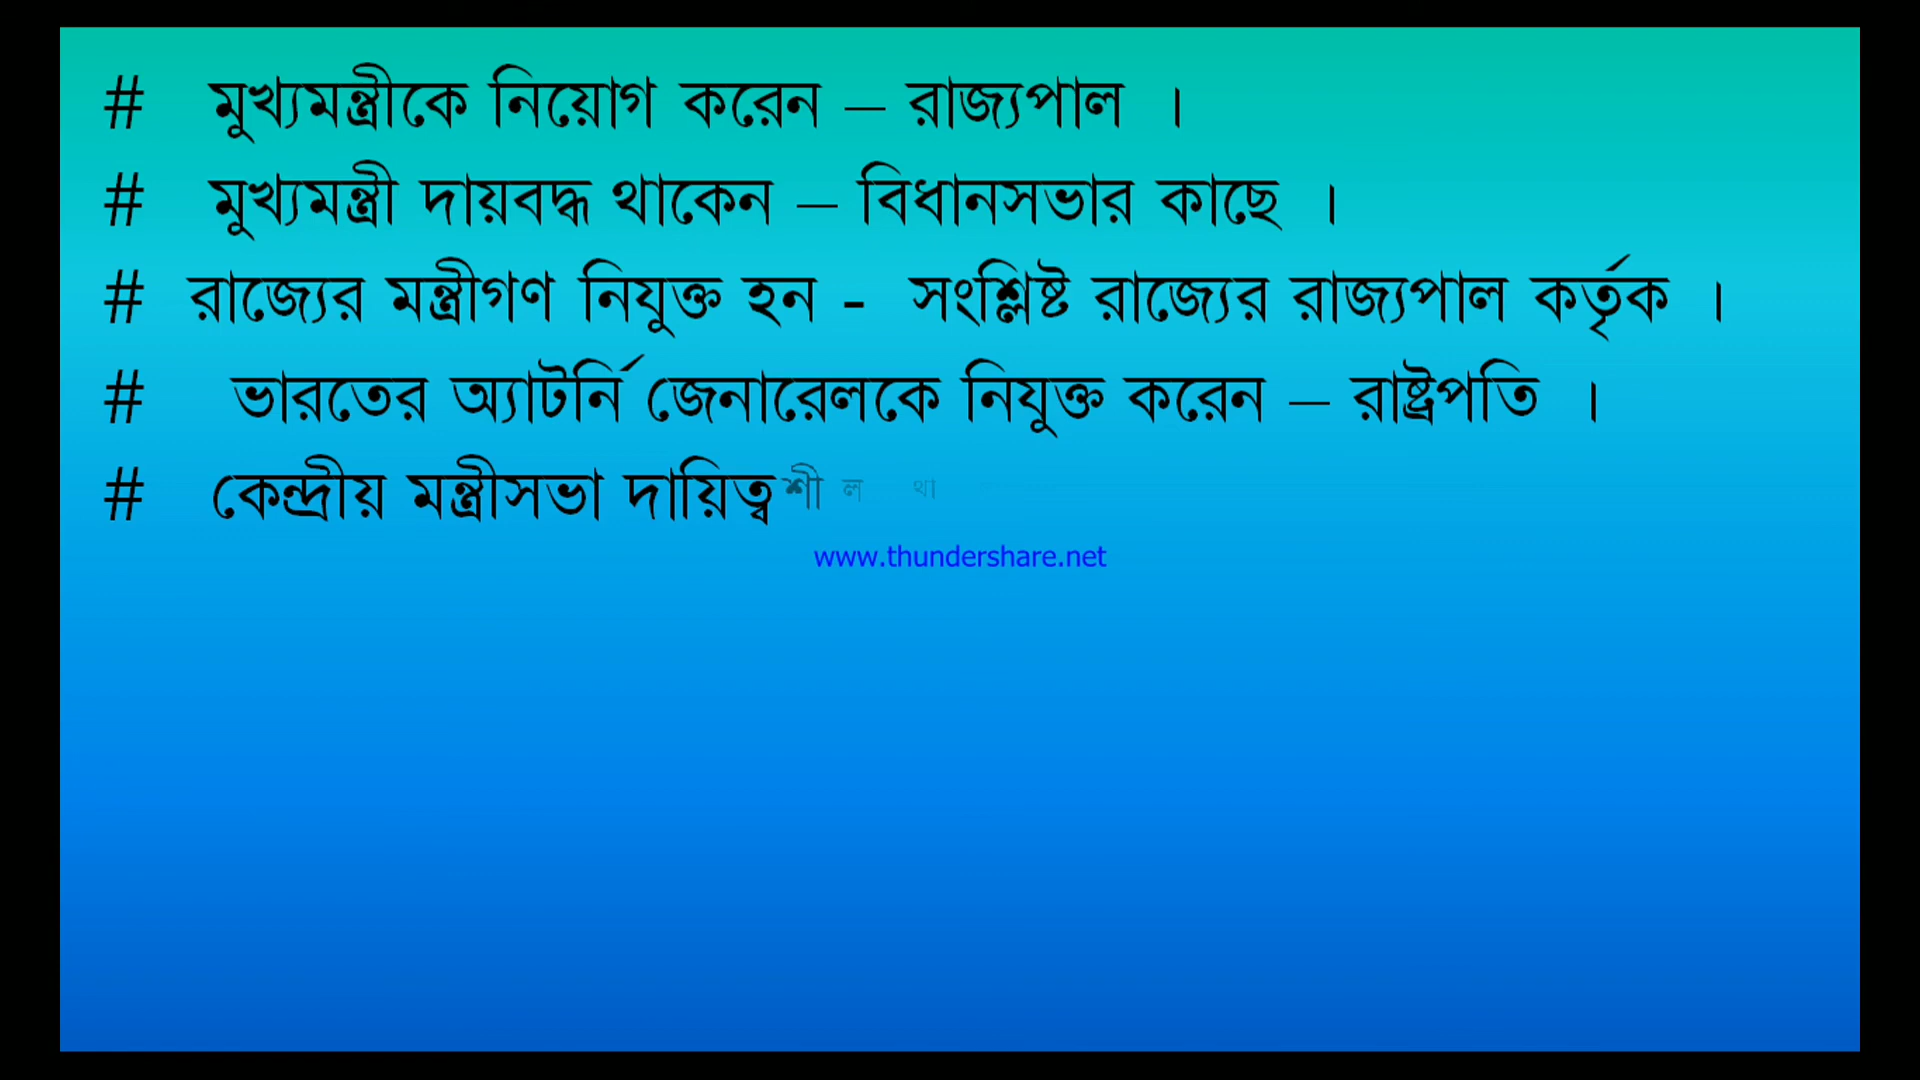 # মুখ্যমন্ত্রীকে নিয়োগ করেন – রাজ্যপাল ।
# মুখ্যমন্ত্রী দায়বদ্ধ থাকেন – বিধানসভার কাছে ।
# রাজ্যের মন্ত্রীগণ নিযুক্ত হন - সংশ্লিষ্ট রাজ্যের রাজ্যপাল কর্তৃক ।
# ভারতের অ্যাটর্নি জেনারেলকে নিযুক্ত করেন – রাষ্ট্রপতি ।
# কেন্দ্রীয় মন্ত্রীসভা দায়িত্বশীল থা
www.thundershare.net